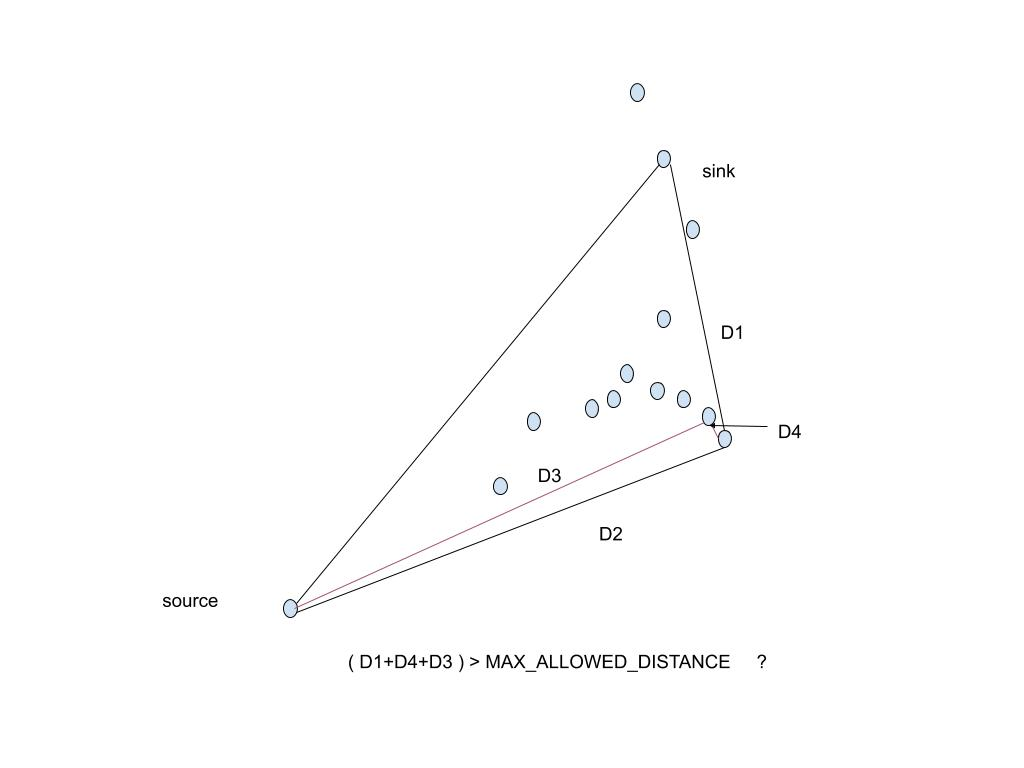 sink
D1
D4
D3
D2
source
( D1+D4+D3 ) > MAX_ALLOWED_DISTANCE ?